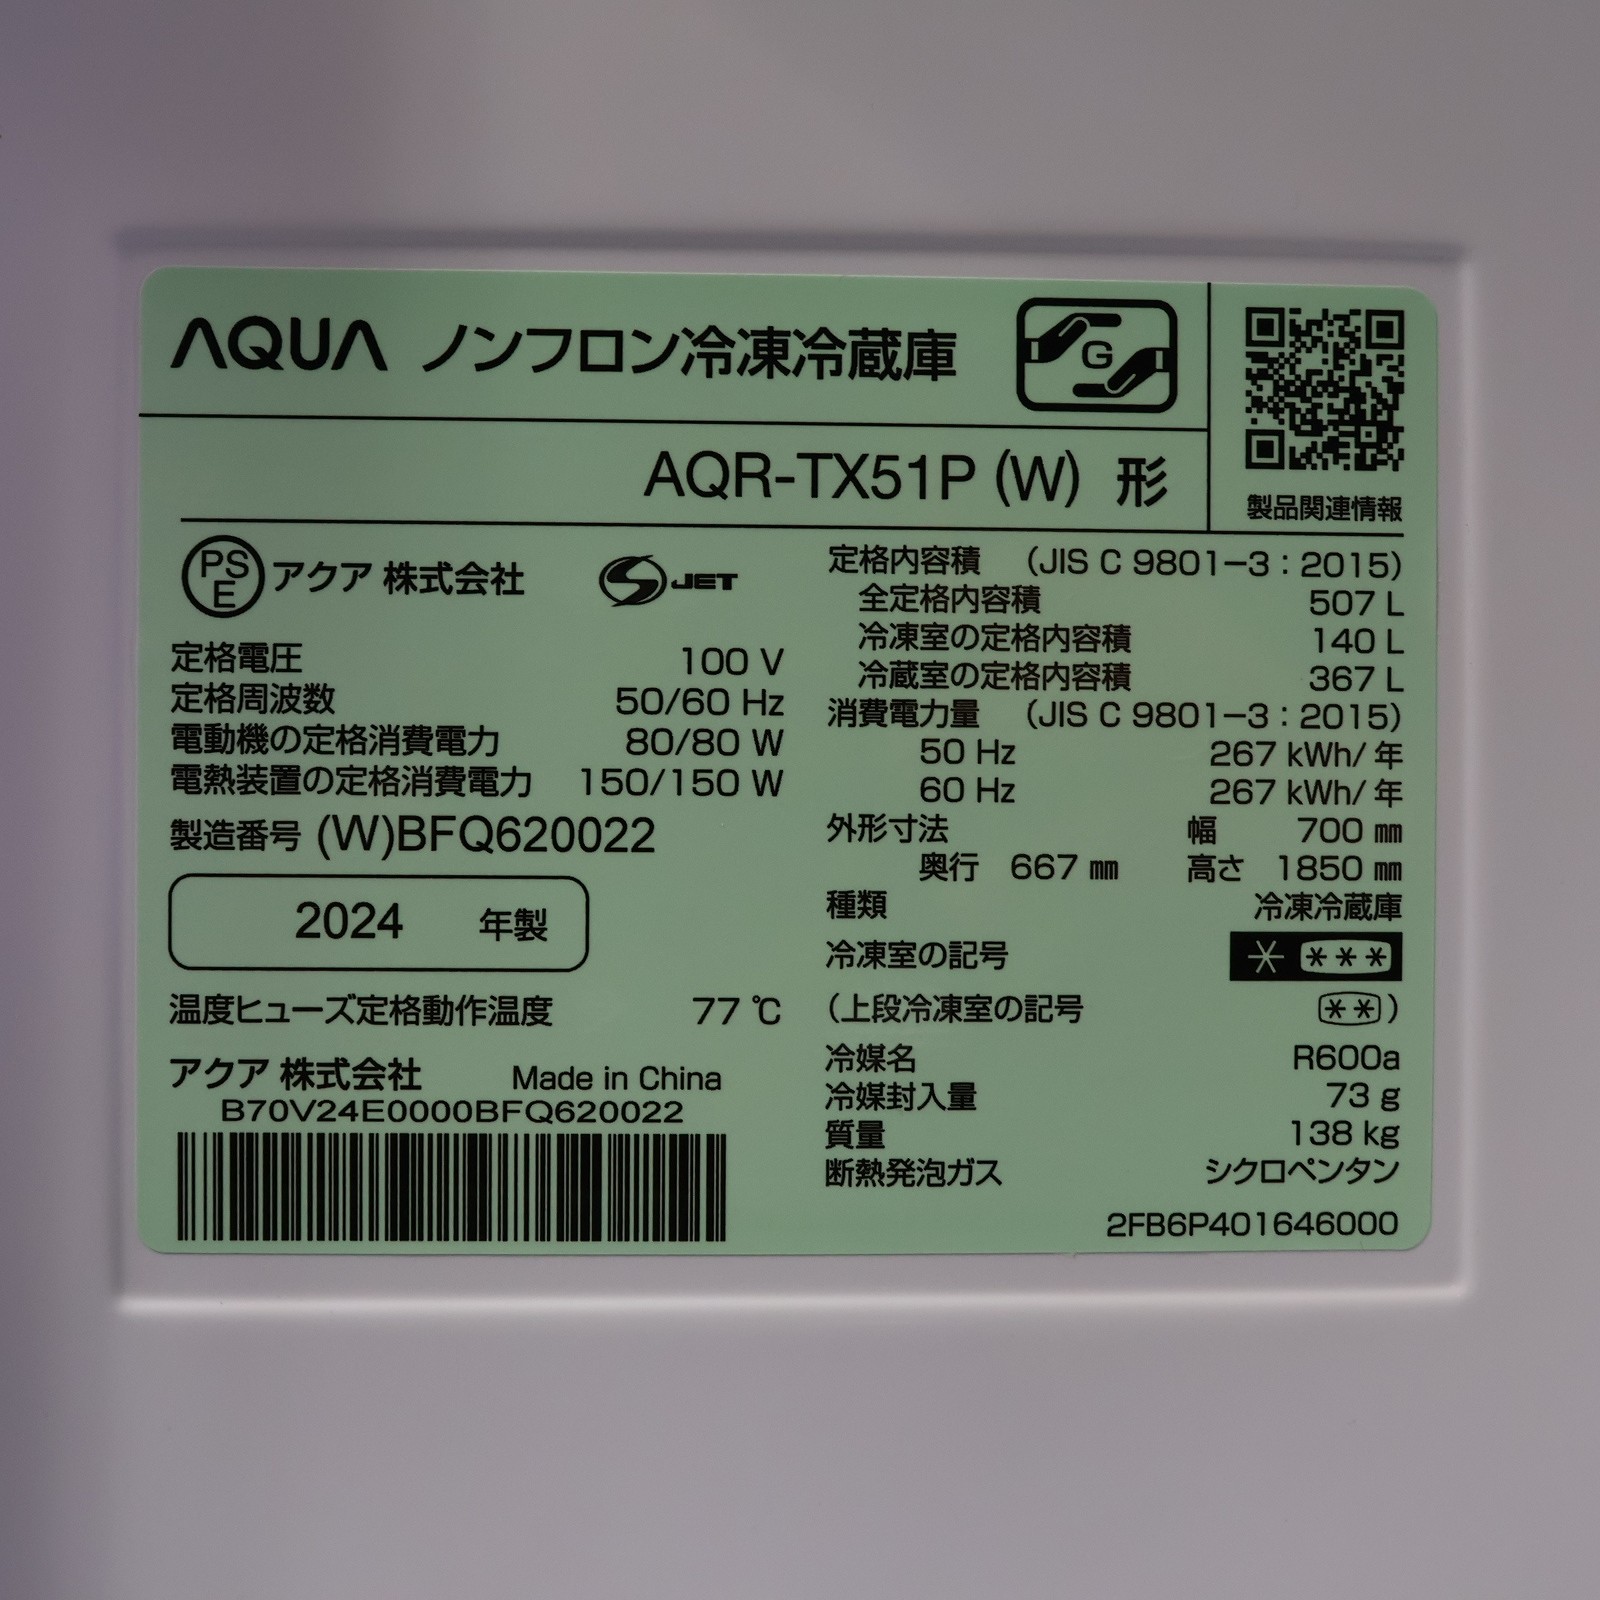 AQUA ノンフロン冷凍冷蔵庫
G
AQR-TX51P (W) 形
製品関連情報
PSE アクア 株式会社 S JET
定格電圧 100 V
定格周波数 50/60 Hz
電動機の定格消費電力 80/80 W
電熱装置の定格消費電力 150/150 W
製造番号 (W)BFQ620022
2024 年製
温度ヒューズ定格動作温度 77 ℃
アクア 株式会社 Made in China
B70V24E0000BFQ620022
定格内容積 (JIS C 9801-3 : 2015)
全定格内容積 507 L
冷凍室の定格内容積 140 L
冷蔵室の定格内容積 367 L
消費電力量 (JIS C 9801-3 : 2015)
50 Hz 267 kWh/ 年
60 Hz 267 kWh/ 年
外形寸法 幅 700 ㎜
奥行 667 ㎜ 高さ 1850 ㎜
種類 冷凍冷蔵庫
冷凍室の記号 * ***
(上段冷凍室の記号 **)
冷媒名 R600a
冷媒封入量 73 g
質量 138 kg
断熱発泡ガス シクロペンタン
2FB6P401646000